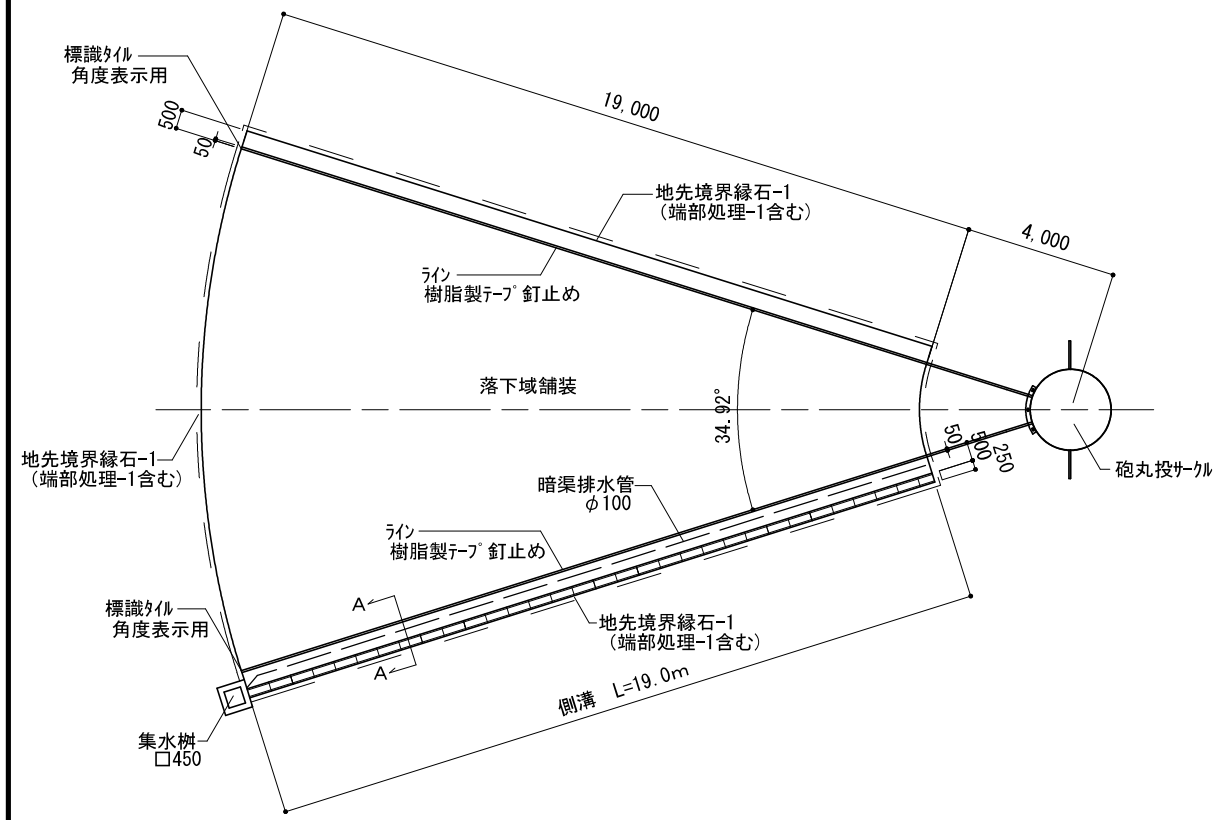 標識ﾀｲﾙ
角度表示用
500
50
19,000
地先境界縁石-1
(端部処理-1含む)
4,000
ﾗｲﾝ
樹脂製ﾃｰﾌﾟ釘止め
落下域舗装
34.92°
地先境界縁石-1
(端部処理-1含む)
50
500
250
砲丸投ｻｰｸﾙ
暗渠排水管
φ100
ﾗｲﾝ
樹脂製ﾃｰﾌﾟ釘止め
標識ﾀｲﾙ
角度表示用
A
A
地先境界縁石-1
(端部処理-1含む)
側溝 L=19.0m
集水桝
□450